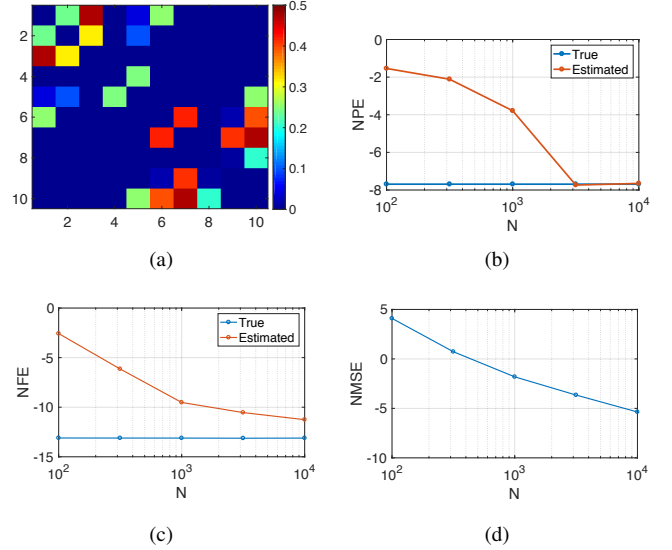 2
4
6
8
10
2 4 6 8 10
0.5
0.4
0.3
0.2
0.1
0
(a)
0
-2
-4
-6
-8
NPE
True
Estimated
10^2 10^3 10^4
N
(b)
5
0
-5
-10
-15
NFE
True
Estimated
10^2 10^3 10^4
N
(c)
5
0
-5
-10
NMSE
10^2 10^3 10^4
N
(d)